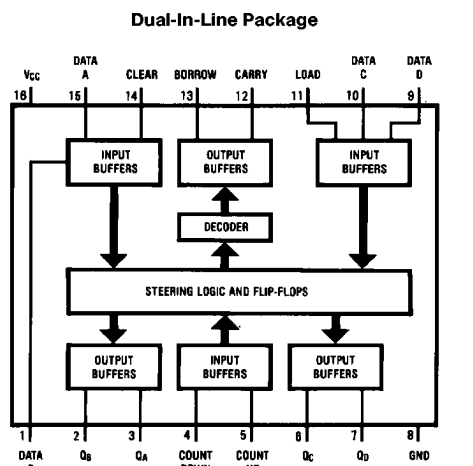 Dual-In-Line Package
DATA DATA DATA
VCC A CLEAR BORROW CARRY LOAD C D
16 15 14 13 12 11 10 9
INPUT OUTPUT INPUT
BUFFERS BUFFERS BUFFERS
DECODER
STEERING LOGIC AND FLIP-FLOPS
OUTPUT INPUT OUTPUT
BUFFERS BUFFERS BUFFERS
1 2 3 4 5 6 7 8
DATA QB QA COUNT COUNT QC QD GND